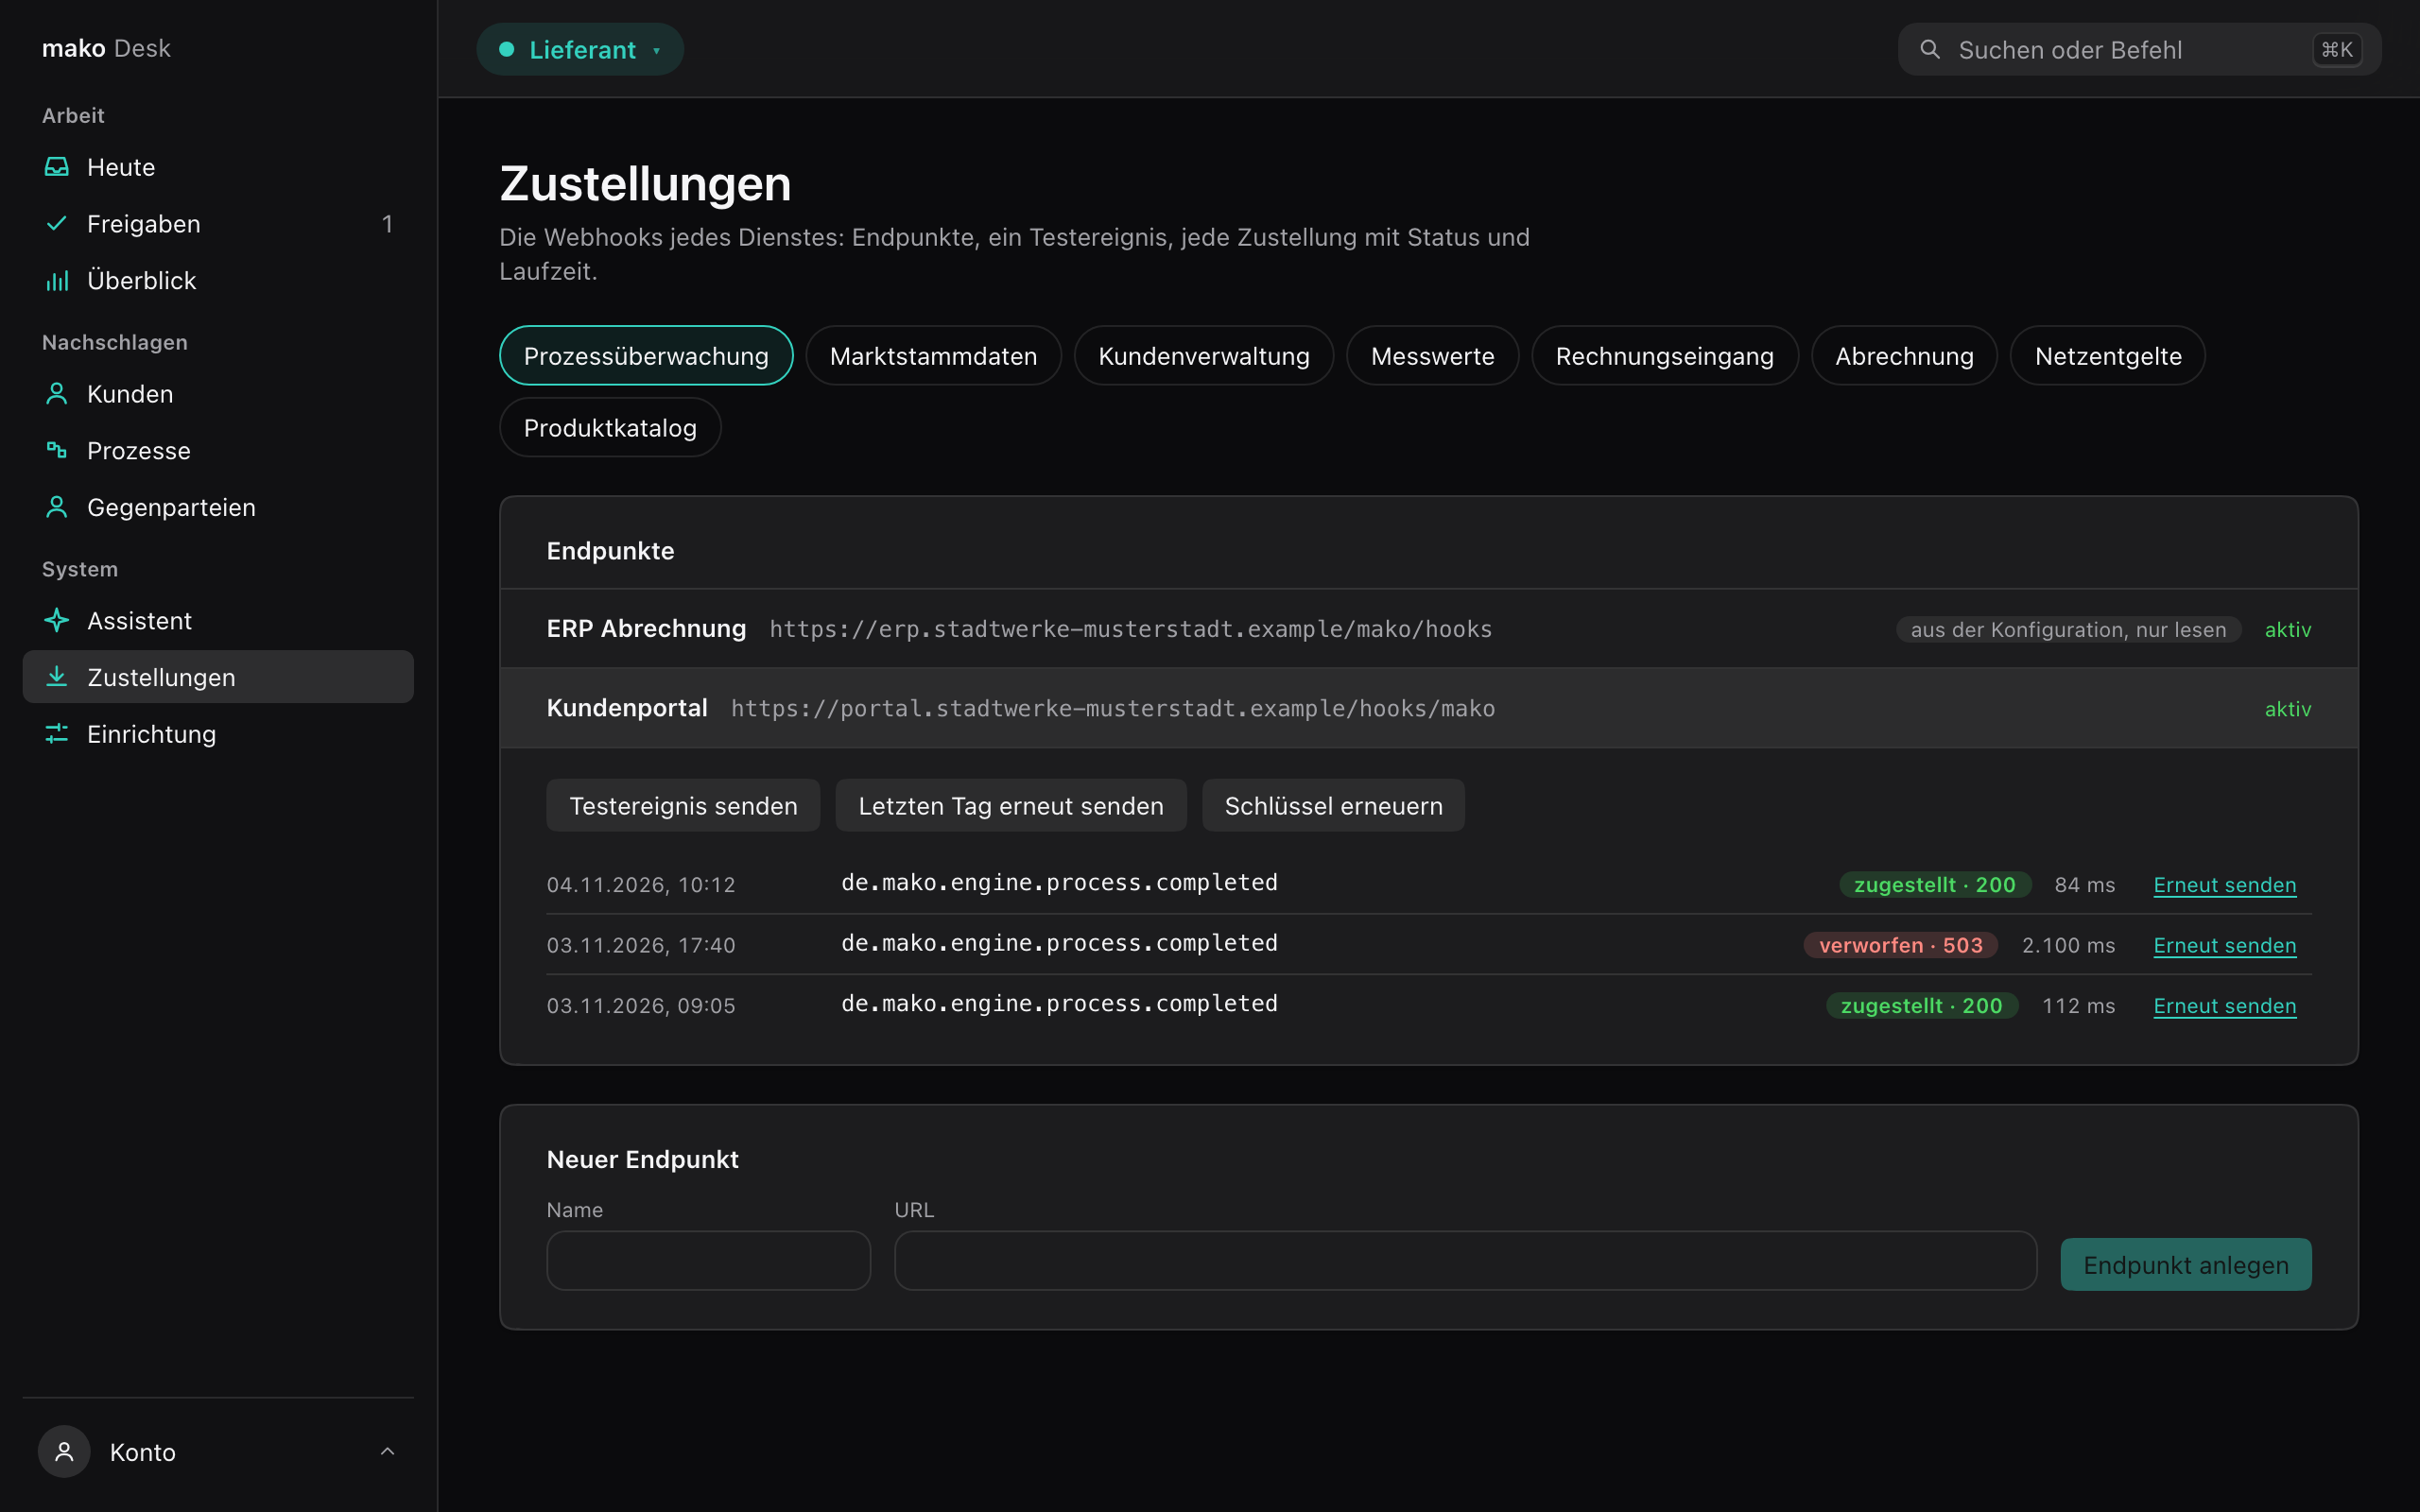 mako Desk
Arbeit
Heute
Freigaben 1
Überblick
Nachschlagen
Kunden
Prozesse
Gegenparteien
System
Assistent
Zustellungen
Einrichtung
Konto
Lieferant
Suchen oder Befehl ⌘K
Zustellungen
Die Webhooks jedes Dienstes: Endpunkte, ein Testereignis, jede Zustellung mit Status und
Laufzeit.
Prozessüberwachung Marktstammdaten Kundenverwaltung Messwerte Rechnungseingang Abrechnung Netzentgelte
Produktkatalog
Endpunkte
ERP Abrechnung https://erp.stadtwerke-musterstadt.example/mako/hooks aus der Konfiguration, nur lesen aktiv
Kundenportal https://portal.stadtwerke-musterstadt.example/hooks/mako aktiv
Testereignis senden Letzten Tag erneut senden Schlüssel erneuern
04.11.2026, 10:12 de.mako.engine.process.completed zugestellt · 200 84 ms Erneut senden
03.11.2026, 17:40 de.mako.engine.process.completed verworfen · 503 2.100 ms Erneut senden
03.11.2026, 09:05 de.mako.engine.process.completed zugestellt · 200 112 ms Erneut senden
Neuer Endpunkt
Name URL
Endpunkt anlegen